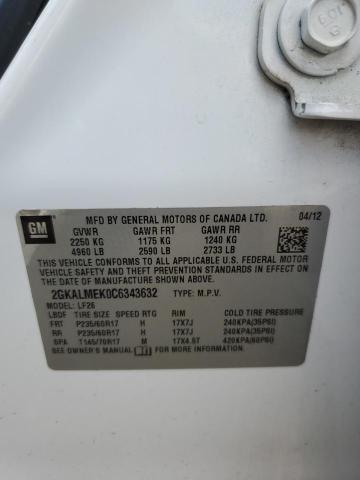 GM
MFD BY GENERAL MOTORS OF CANADA LTD. 04/12
GVWR GAWR FRT GAWR RR
2250 KG 1175 KG 1240 KG
4960 LB 2590 LB 2733 LB
THIS VEHICLE CONFORMS TO ALL APPLICABLE U.S. FEDERAL MOTOR
VEHICLE SAFETY AND THEFT PREVENTION STANDARDS IN EFFECT ON THE
DATE OF MANUFACTURE SHOWN ABOVE.
2GKALMEK0C6343632 TYPE: M.P.V.
MODEL: LF26
LBDF TIRE SIZE SPEED RTG RIM COLD TIRE PRESSURE
FRT P235/60R17 H 17X7J 240KPA(35PSI)
RR P235/60R17 H 17X7J 240KPA(35PSI)
SPA T145/70R17 M 17X4.5T 420KPA(60PSI)
SEE OWNER'S MANUAL FOR MORE INFORMATION.